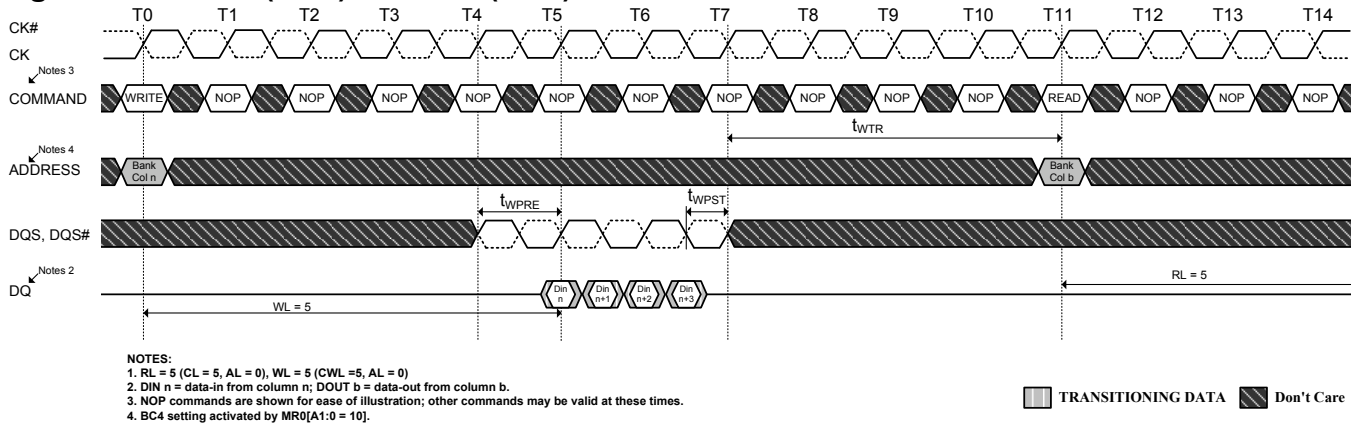 T0 T1 T2 T3 T4 T5 T6 T7 T8 T9 T10 T11 T12 T13 T14
CK#
CK
Notes 3
COMMAND
WRITE NOP NOP NOP NOP NOP NOP NOP NOP NOP NOP READ NOP NOP NOP
tWTR
Notes 4
ADDRESS
Bank
Col n
Bank
Col b
tWPRE
tWPST
DQS, DQS#
Notes 2
DQ
Din
n
Din
n+1
Din
n+2
Din
n+3
RL = 5
WL = 5
NOTES:
1. RL = 5 (CL = 5, AL = 0), WL = 5 (CWL =5, AL = 0)
2. DIN n = data-in from column n; DOUT b = data-out from column b.
3. NOP commands are shown for ease of illustration; other commands may be valid at these times.
4. BC4 setting activated by MR0[A1:0 = 10].
TRANSITIONING DATA
Don't Care